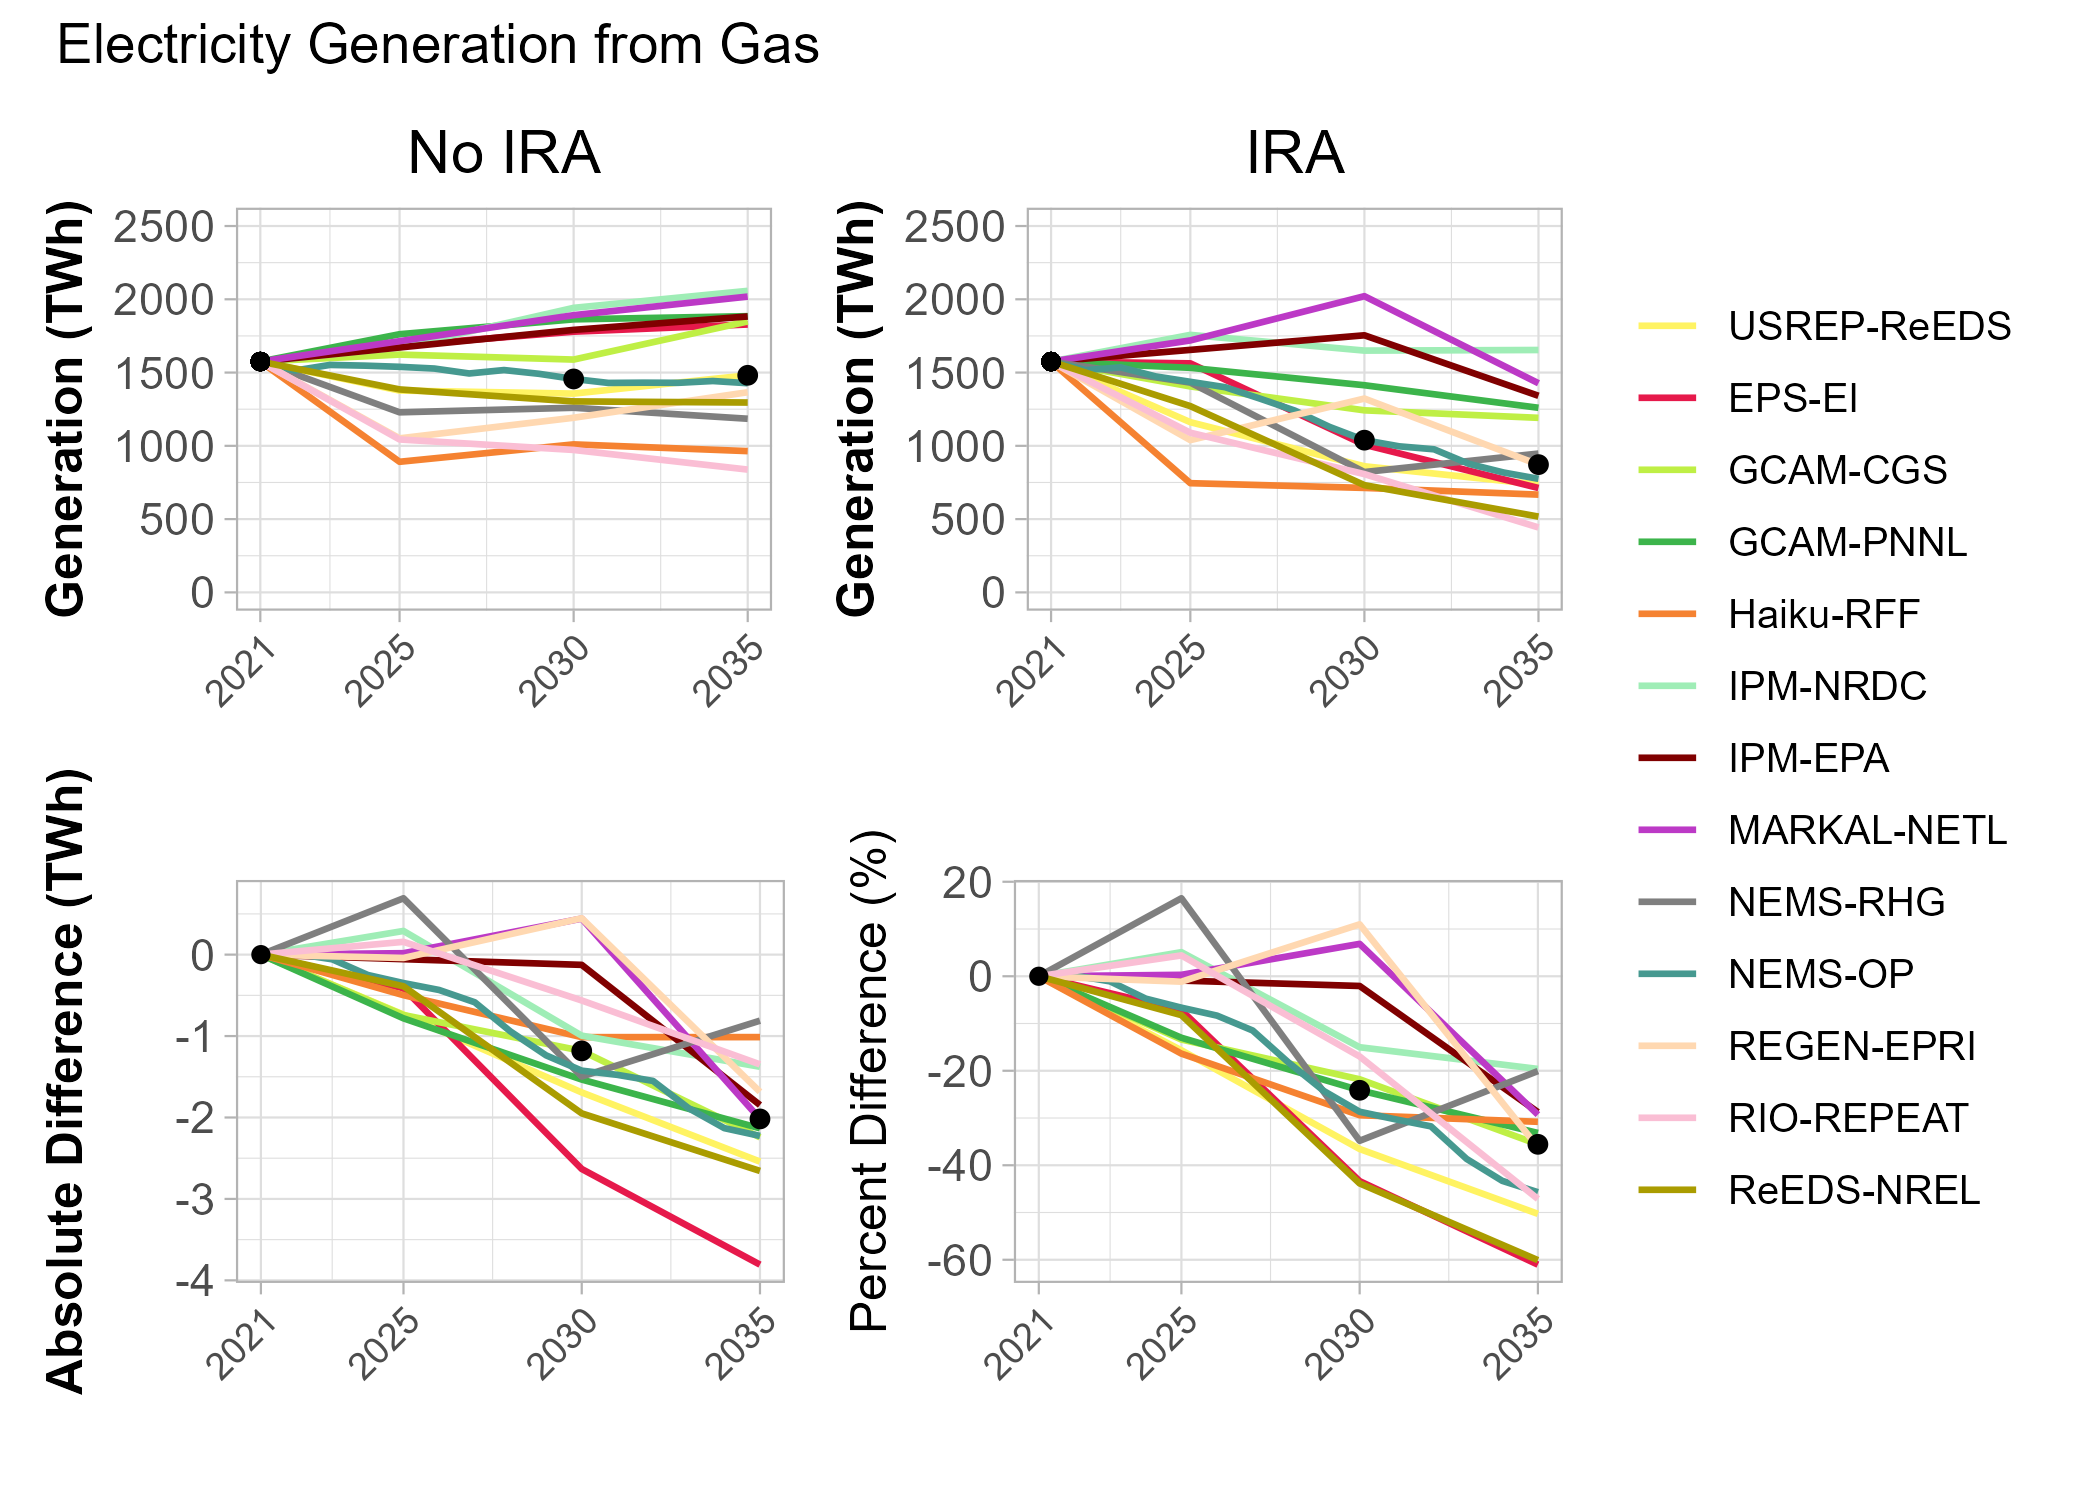 Electricity Generation from Gas
No IRA
IRA
Generation (TWh)
2500
2000
1500
1000
500
0
2021
2025
2030
2035
Generation (TWh)
2500
2000
1500
1000
500
0
2021
2025
2030
2035
Absolute Difference (TWh)
0
-1
-2
-3
-4
2021
2025
2030
2035
Percent Difference (%)
20
0
-20
-40
-60
2021
2025
2030
2035
USREP-ReEDS
EPS-EI
GCAM-CGS
GCAM-PNNL
Haiku-RFF
IPM-NRDC
IPM-EPA
MARKAL-NETL
NEMS-RHG
NEMS-OP
REGEN-EPRI
RIO-REPEAT
ReEDS-NREL